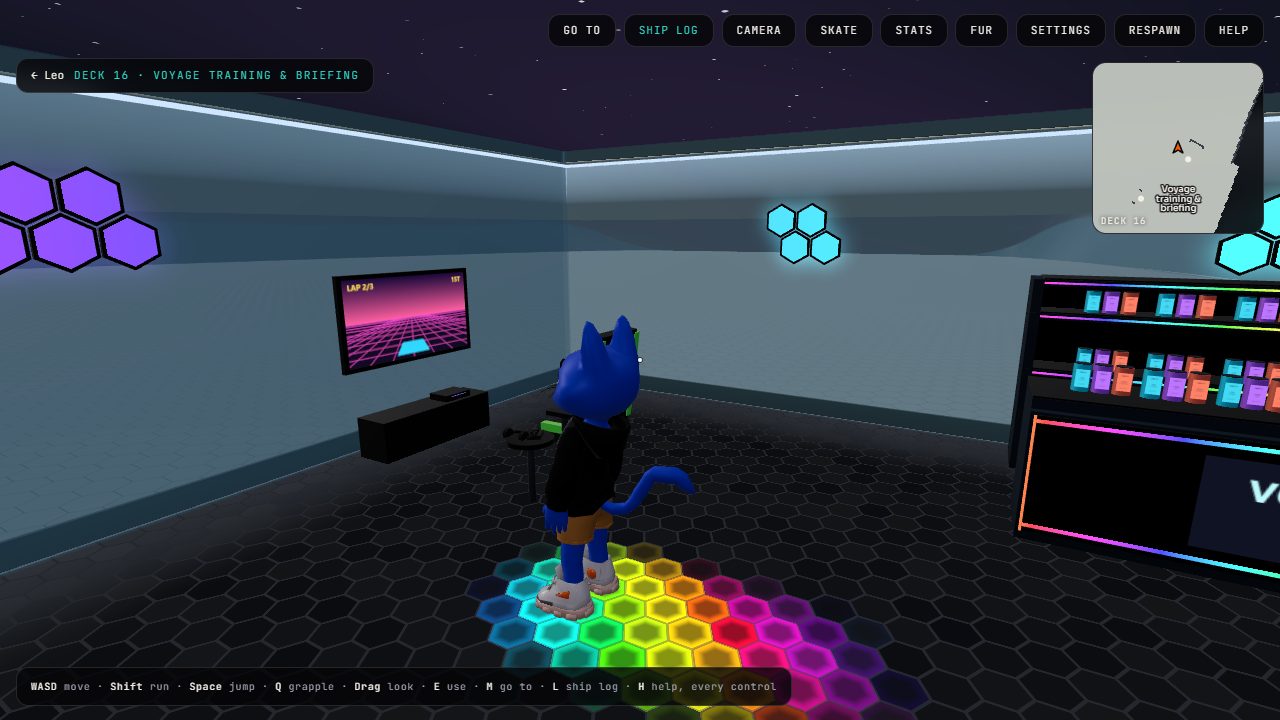 GO TO
SHIP LOG
CAMERA
SKATE
STATS
FUR
SETTINGS
RESPAWN
HELP
← Leo DECK 16 · VOYAGE TRAINING & BRIEFING
Voyage
training &
briefing
DECK 16
LAP 2/3
1ST
WASD move · Shift run · Space jump · Q grapple · Drag look · E use · M go to · L ship log · H help, every control